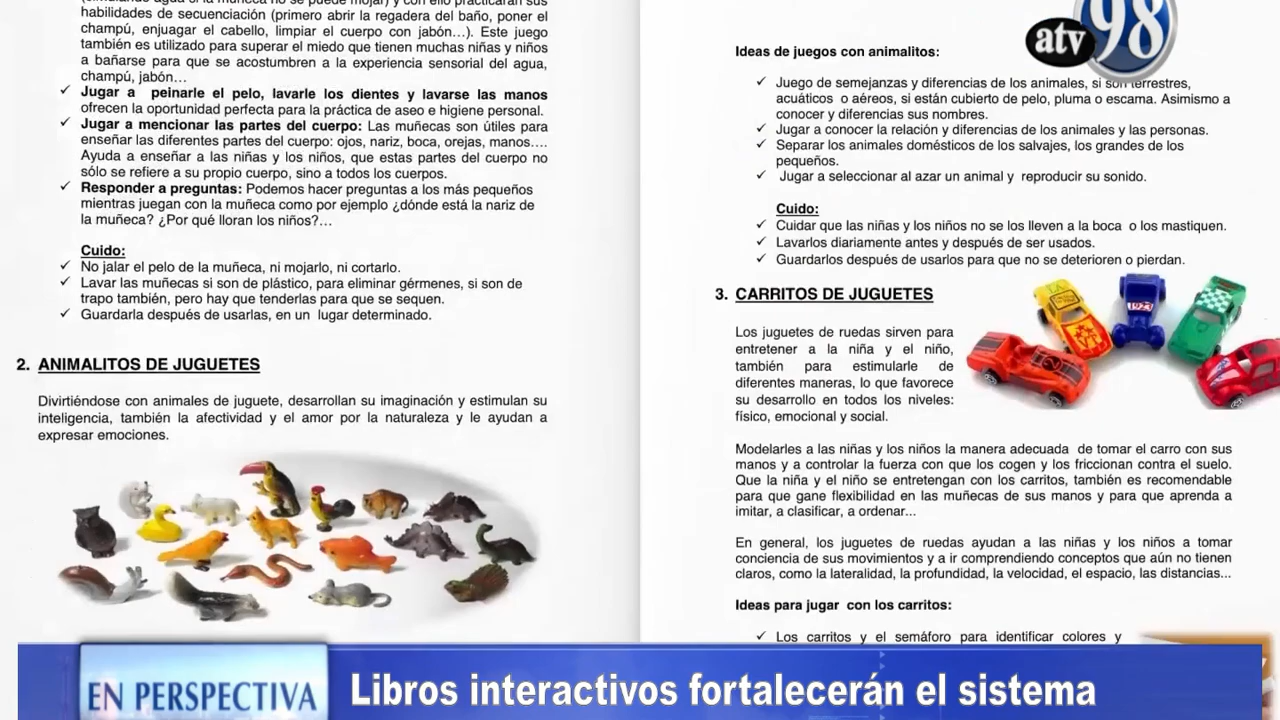 habilidades de secuenciación (primero abrir la regadera del baño, poner el
champú, enjuagar el cabello, limpiar el cuerpo con jabón…). Este juego
también es utilizado para superar el miedo que tienen muchas niñas y niños
a bañarse para que se acostumbren a la experiencia sensorial del agua,
champú, jabón…
✓ Jugar a peinarle el pelo, lavarle los dientes y lavarse las manos
ofrecen la oportunidad perfecta para la práctica de aseo e higiene personal.
✓ Jugar a mencionar las partes del cuerpo: Las muñecas son útiles para
enseñar las diferentes partes del cuerpo: ojos, nariz, boca, orejas, manos….
Ayuda a enseñar a las niñas y los niños, que estas partes del cuerpo no
sólo se refiere a su propio cuerpo, sino a todos los cuerpos.
✓ Responder a preguntas: Podemos hacer preguntas a los más pequeños
mientras juegan con la muñeca como por ejemplo ¿dónde está la nariz de
la muñeca? ¿Por qué lloran los niños?…
Cuido:
✓ No jalar el pelo de la muñeca, ni mojarlo, ni cortarlo.
✓ Lavar las muñecas si son de plástico, para eliminar gérmenes, si son de
trapo también, pero hay que tenderlas para que se sequen.
✓ Guardarla después de usarlas, en un lugar determinado.
2. ANIMALITOS DE JUGUETES
Divirtiéndose con animales de juguete, desarrollan su imaginación y estimulan su
inteligencia, también la afectividad y el amor por la naturaleza y le ayudan a
expresar emociones.
atv 98
Ideas de juegos con animalitos:
✓ Juego de semejanzas y diferencias de los animales, si son terrestres,
acuáticos o aéreos, si están cubierto de pelo, pluma o escama. Asimismo a
conocer y diferencias sus nombres.
✓ Jugar a conocer la relación y diferencias de los animales y las personas.
✓ Separar los animales domésticos de los salvajes, los grandes de los
pequeños.
✓ Jugar a seleccionar al azar un animal y reproducir su sonido.
Cuido:
✓ Cuidar que las niñas y los niños no se los lleven a la boca o los mastiquen.
✓ Lavarlos diariamente antes y después de ser usados.
✓ Guardarlos después de usarlos para que no se deterioren o pierdan.
3. CARRITOS DE JUGUETES
Los juguetes de ruedas sirven para
entretener a la niña y el niño,
también para estimularle de
diferentes maneras, lo que favorece
su desarrollo en todos los niveles:
físico, emocional y social.
Modelarles a las niñas y los niños la manera adecuada de tomar el carro con sus
manos y a controlar la fuerza con que los cogen y los friccionan contra el suelo.
Que la niña y el niño se entretengan con los carritos, también es recomendable
para que gane flexibilidad en las muñecas de sus manos y para que aprenda a
imitar, a clasificar, a ordenar...
En general, los juguetes de ruedas ayudan a las niñas y los niños a tomar
conciencia de sus movimientos y a ir comprendiendo conceptos que aún no tienen
claros, como la lateralidad, la profundidad, la velocidad, el espacio, las distancias...
Ideas para jugar con los carritos:
✓ Los carritos y el semáforo para identificar colores y
EN PERSPECTIVA
Libros interactivos fortalecerán el sistema